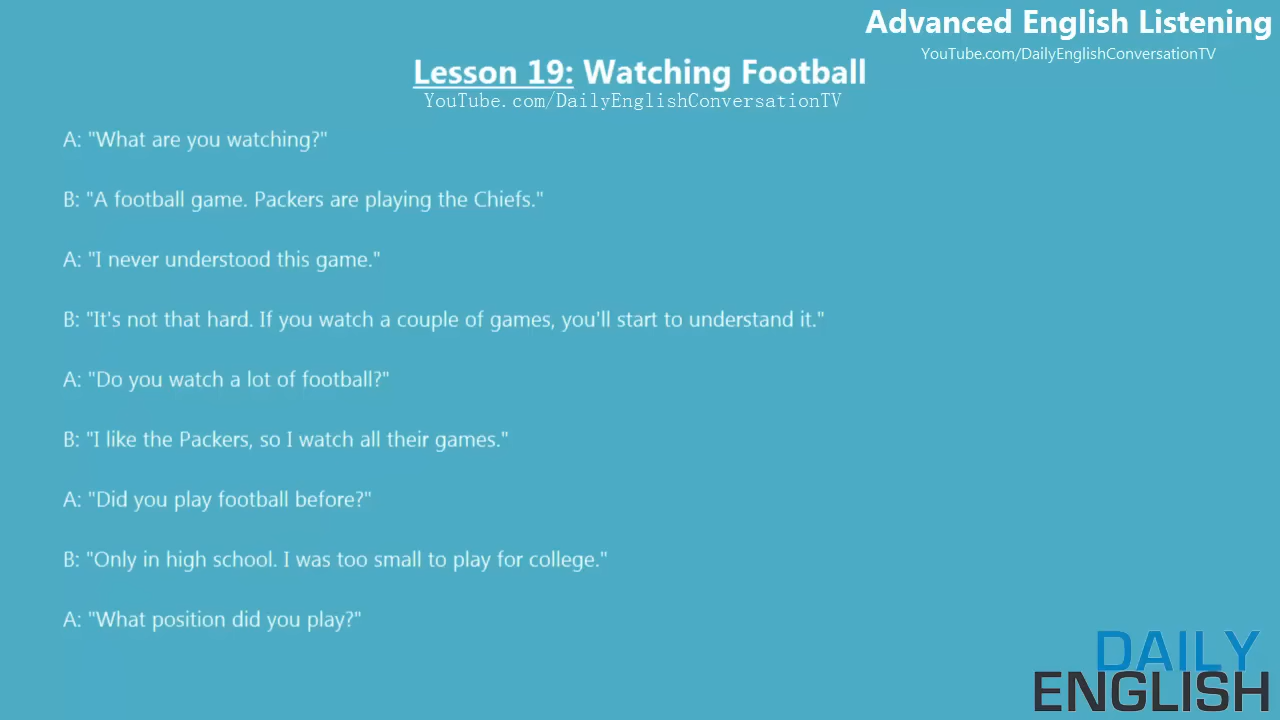 Advanced English Listening
YouTube.com/DailyEnglishConversationTV
Lesson 19: Watching Football
YouTube.com/DailyEnglishConversationTV
A: "What are you watching?"
B: "A football game. Packers are playing the Chiefs."
A: "I never understood this game."
B: "It's not that hard. If you watch a couple of games, you'll start to understand it."
A: "Do you watch a lot of football?"
B: "I like the Packers, so I watch all their games."
A: "Did you play football before?"
B: "Only in high school. I was too small to play for college."
A: "What position did you play?"
DAILY
ENGLISH